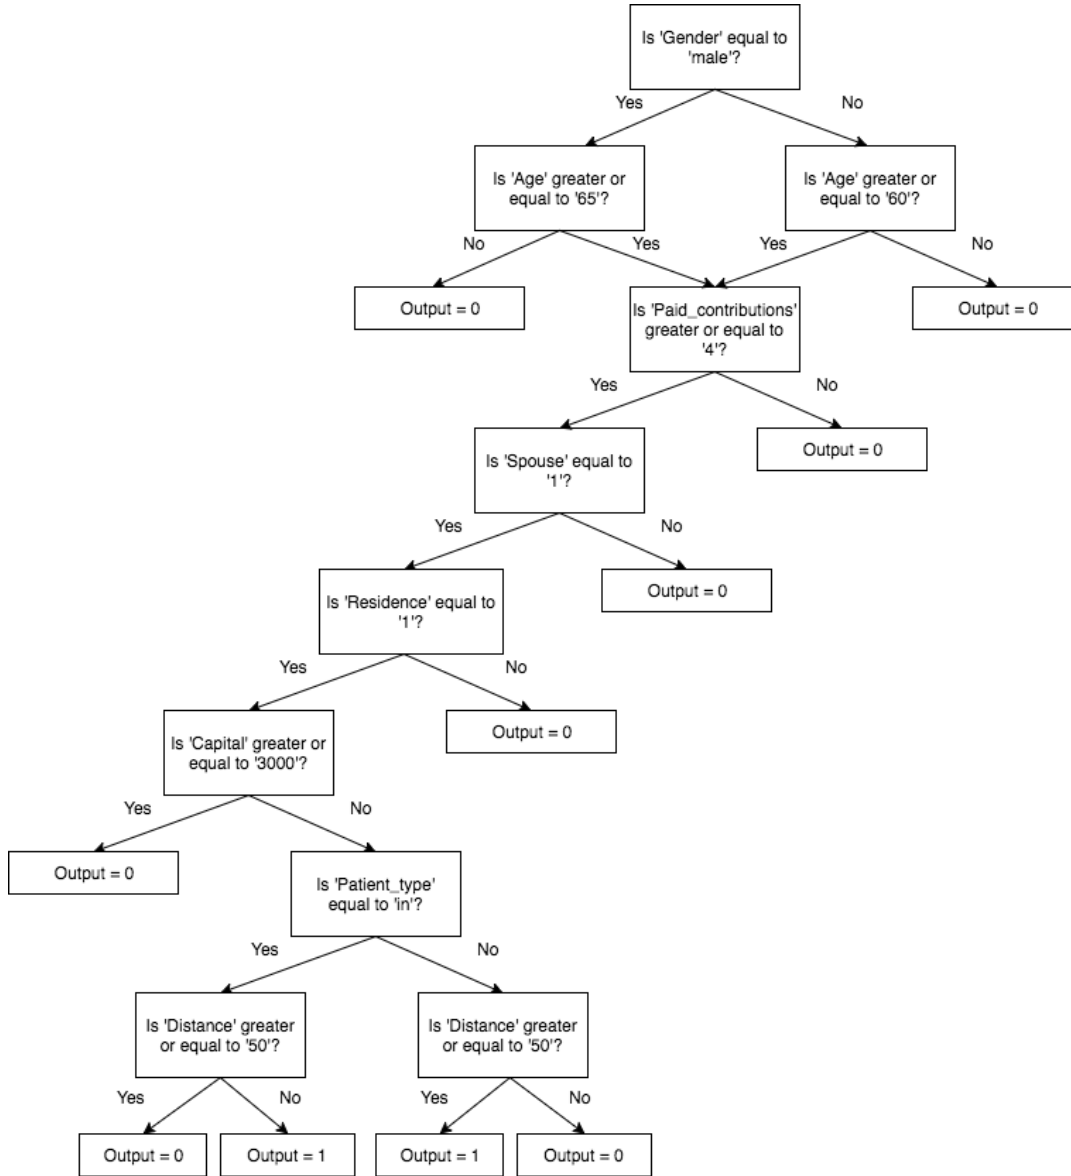 Is 'Gender' equal to
'male'?
Yes
No
Is 'Age' greater or
equal to '65'?
Is 'Age' greater or
equal to '60'?
No
Yes
Yes
No
Output = 0
Is 'Paid_contributions'
greater or equal to
'4'?
Output = 0
Yes
No
Is 'Spouse' equal to
'1'?
Output = 0
Yes
No
Is 'Residence' equal to
'1'?
Output = 0
Yes
No
Is 'Capital' greater or
equal to '3000'?
Output = 0
Yes
No
Output = 0
Is 'Patient_type'
equal to 'in'?
Yes
No
Is 'Distance' greater
or equal to '50'?
Is 'Distance' greater
or equal to '50'?
Yes
No
Yes
No
Output = 0
Output = 1
Output = 1
Output = 0